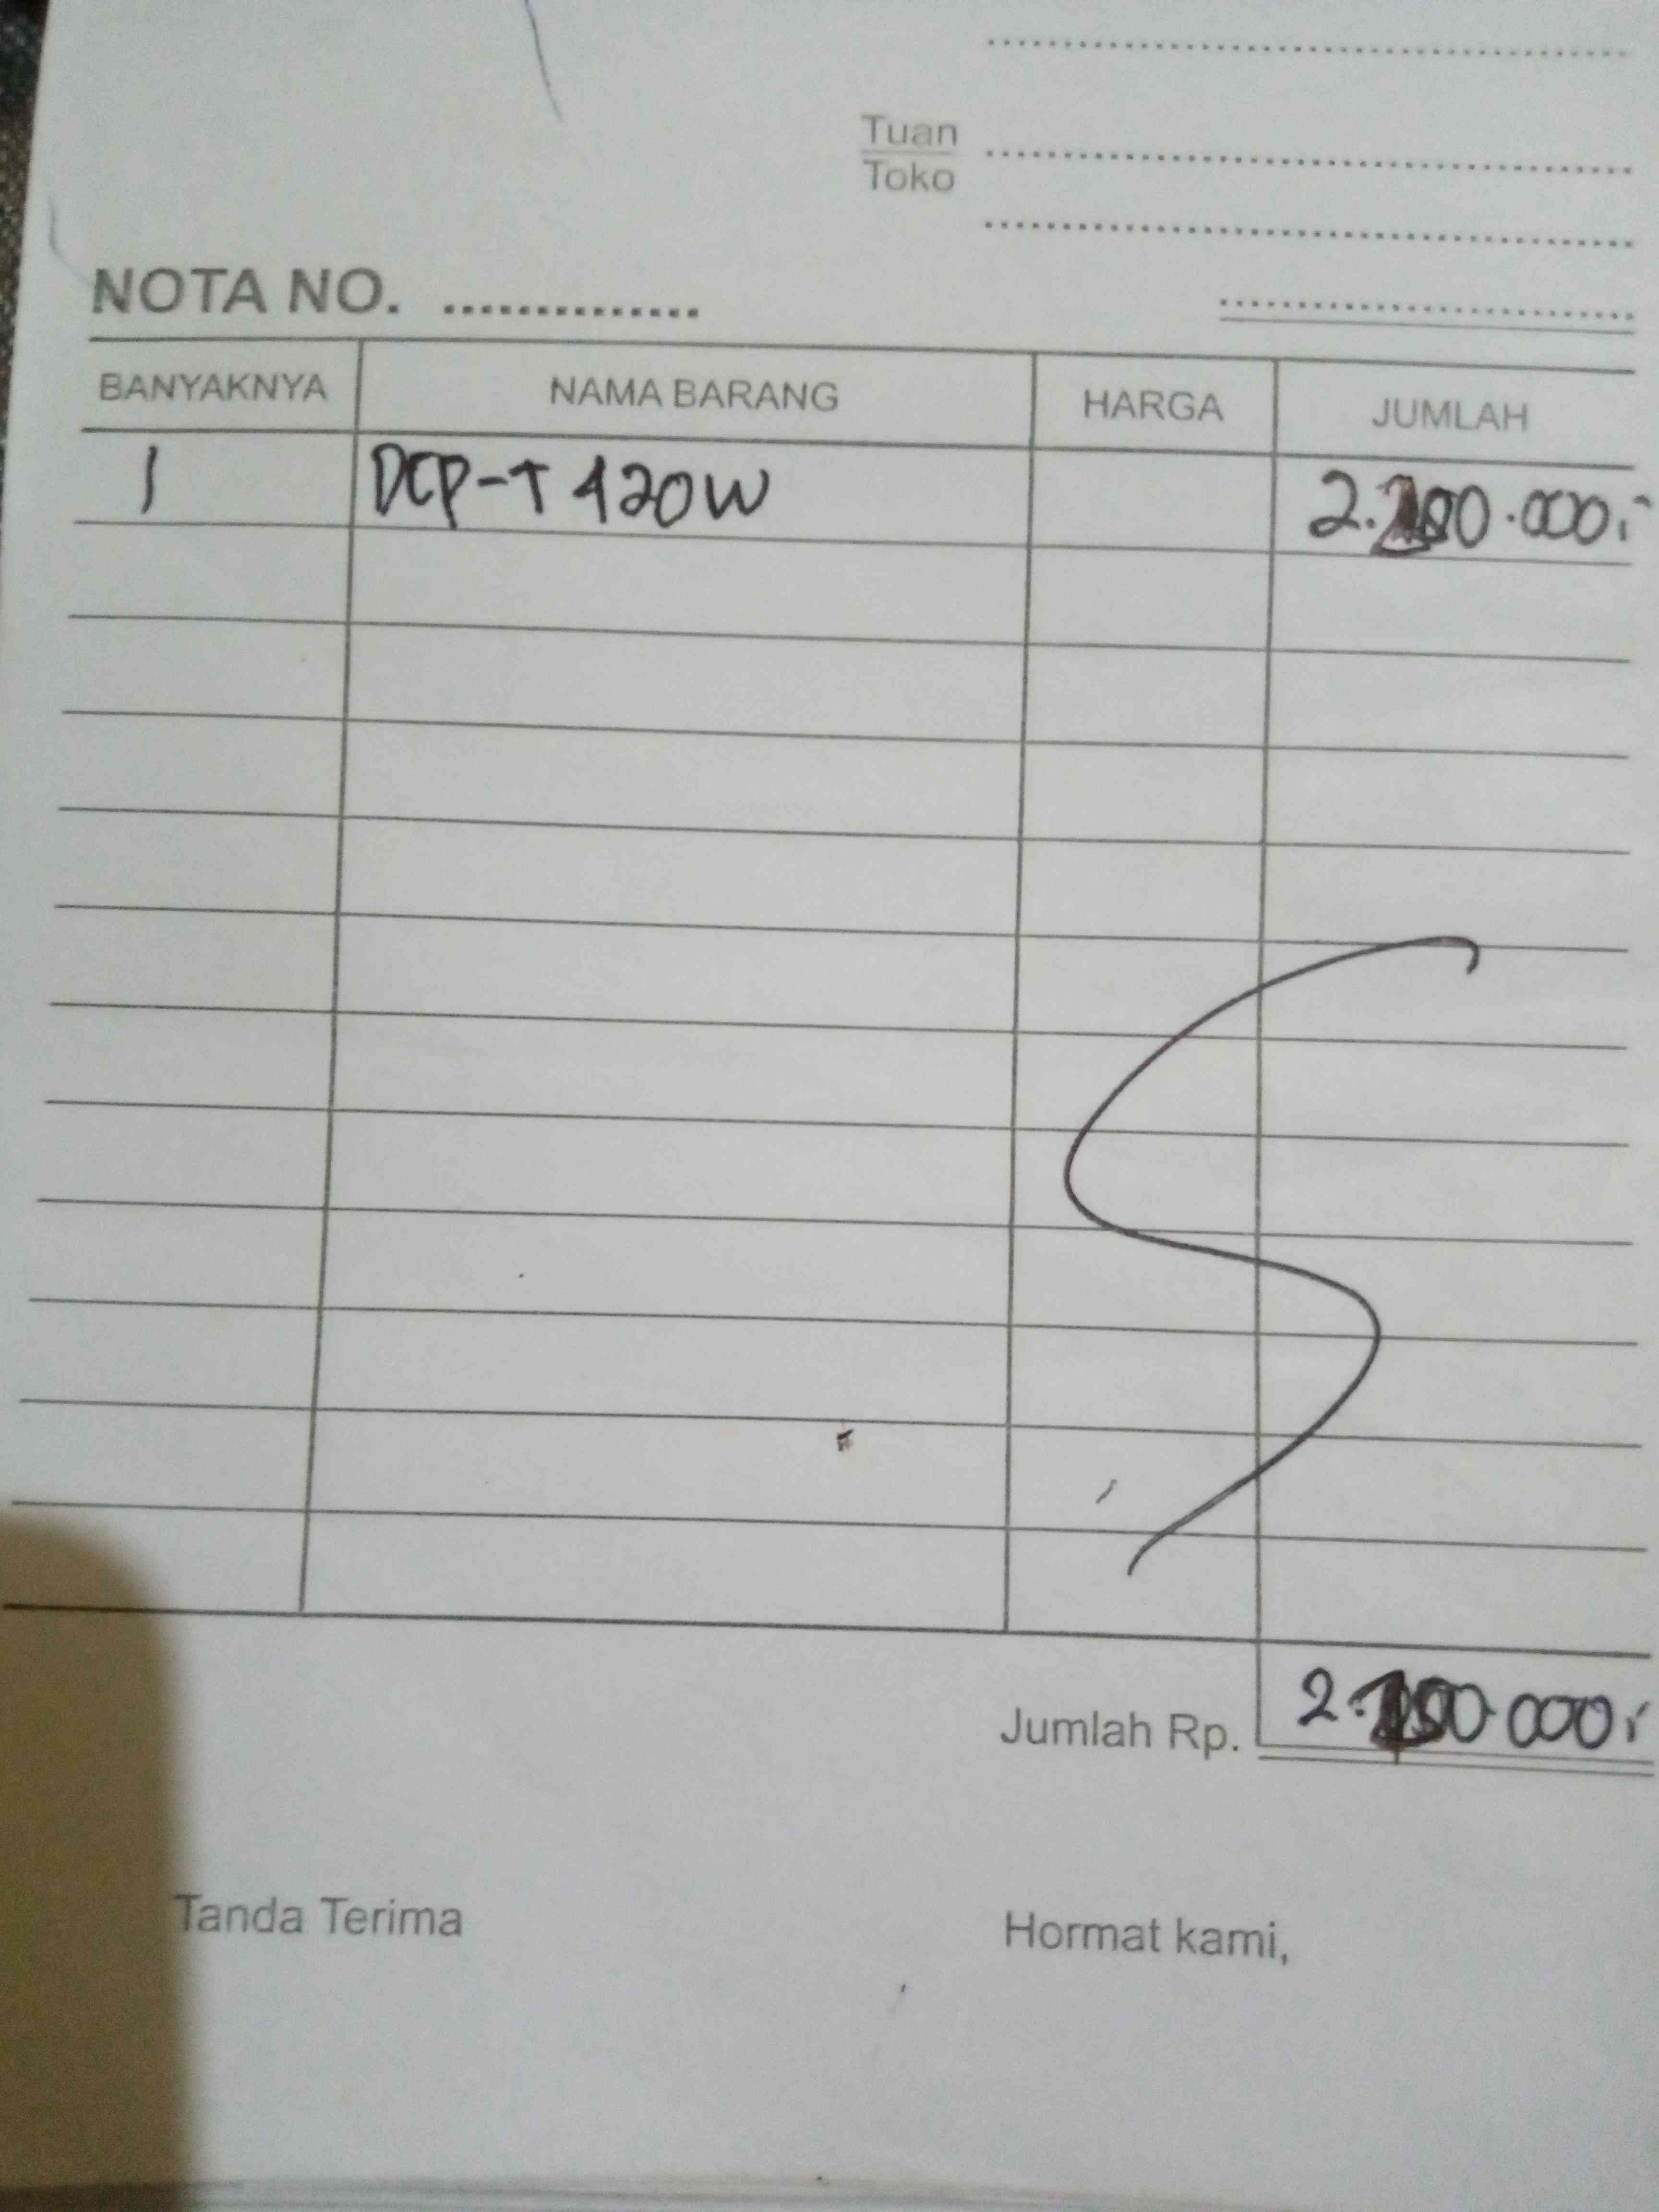 Tuan
Toko
NOTA NO. ..............
BANYAKNYA NAMA BARANG HARGA JUMLAH
1 DCP-T420W
Jumlah Rp.
Tanda Terima Hormat kami,